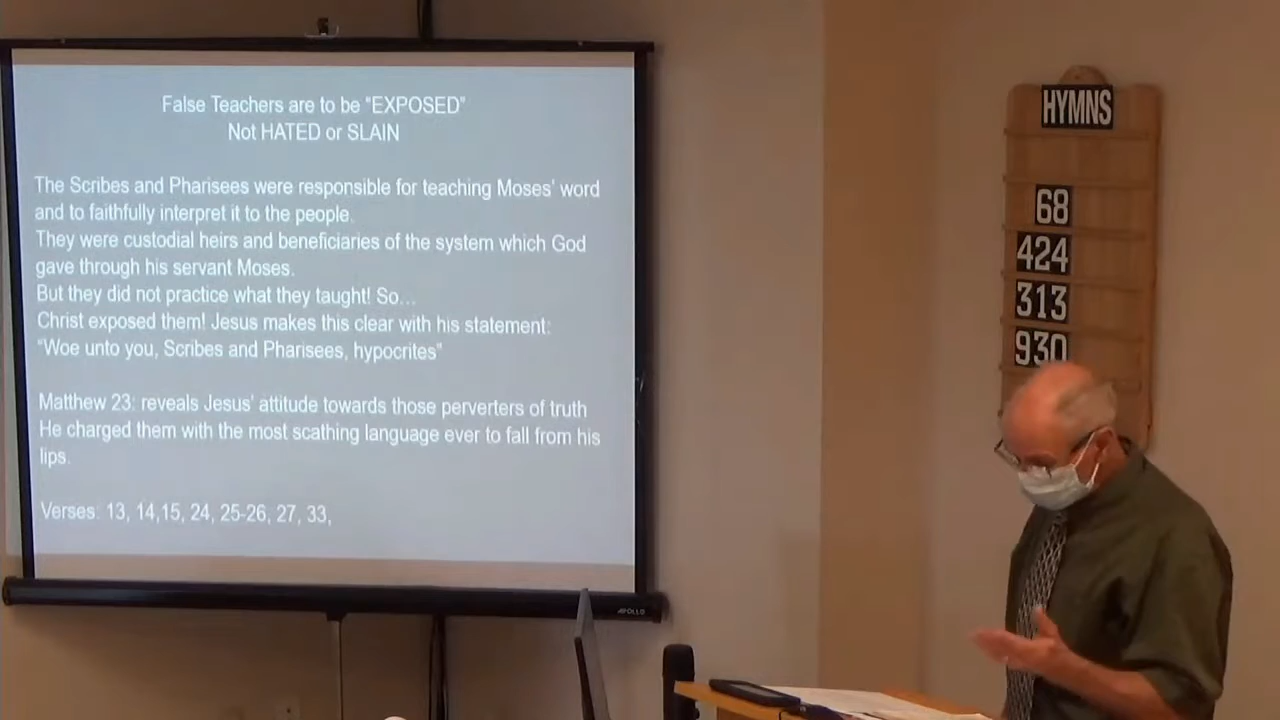 False Teachers are to be "EXPOSED"
Not HATED or SLAIN
The Scribes and Pharisees were responsible for teaching Moses' word
and to faithfully interpret it to the people.
They were custodial heirs and beneficiaries of the system which God
gave through his servant Moses.
But they did not practice what they taught! So...
Christ exposed them! Jesus makes this clear with his statement:
"Woe unto you, Scribes and Pharisees, hypocrites"
Matthew 23: reveals Jesus' attitude towards those perverters of truth
He charged them with the most scathing language ever to fall from his
lips.
Verses: 13, 14,15, 24, 25-26, 27, 33,
APOLLO
HYMNS
68
424
313
930